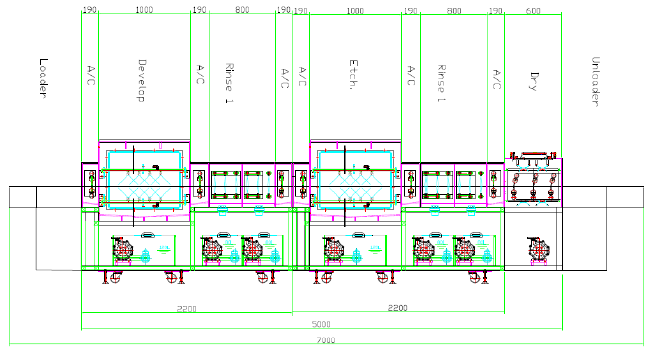 190 1000 190 800 190 190 1000 190 800 190 600
Loader
A/C
Develop
A/C
Rinse 1
A/C
A/C
Etch.
A/C
Rinse 1
A/C
Dry
Unloader
2200 2200
5000
7000